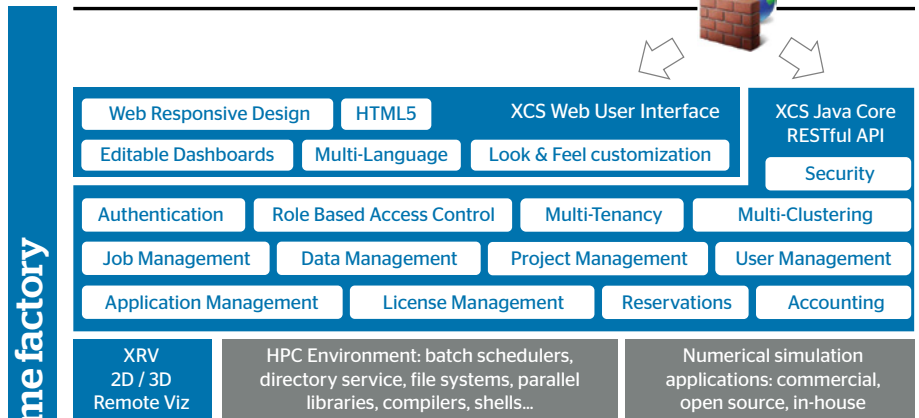 Web Responsive Design
HTML5
XCS Web User Interface
Editable Dashboards
Multi-Language
Look & Feel customization
XCS Java Core
RESTful API
Security
Authentication
Role Based Access Control
Multi-Tenancy
Multi-Clustering
Job Management
Data Management
Project Management
User Management
Application Management
License Management
Reservations
Accounting
XRV
2D / 3D
Remote Viz
HPC Environment: batch schedulers,
directory service, file systems, parallel
libraries, compilers, shells...
Numerical simulation
applications: commercial,
open source, in-house
me factory